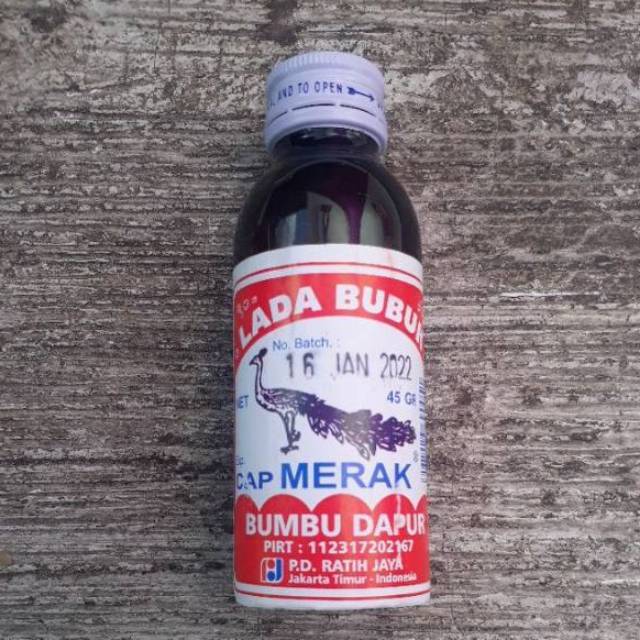 AND TO OPEN
LADA BUBUK
No. Batch. :
16 JAN 2022
NET 45 GR
CAP MERAK
BUMBU DAPUR
PIRT : 112317202167
P.D. RATIH JAYA
Jakarta Timur - Indonesia